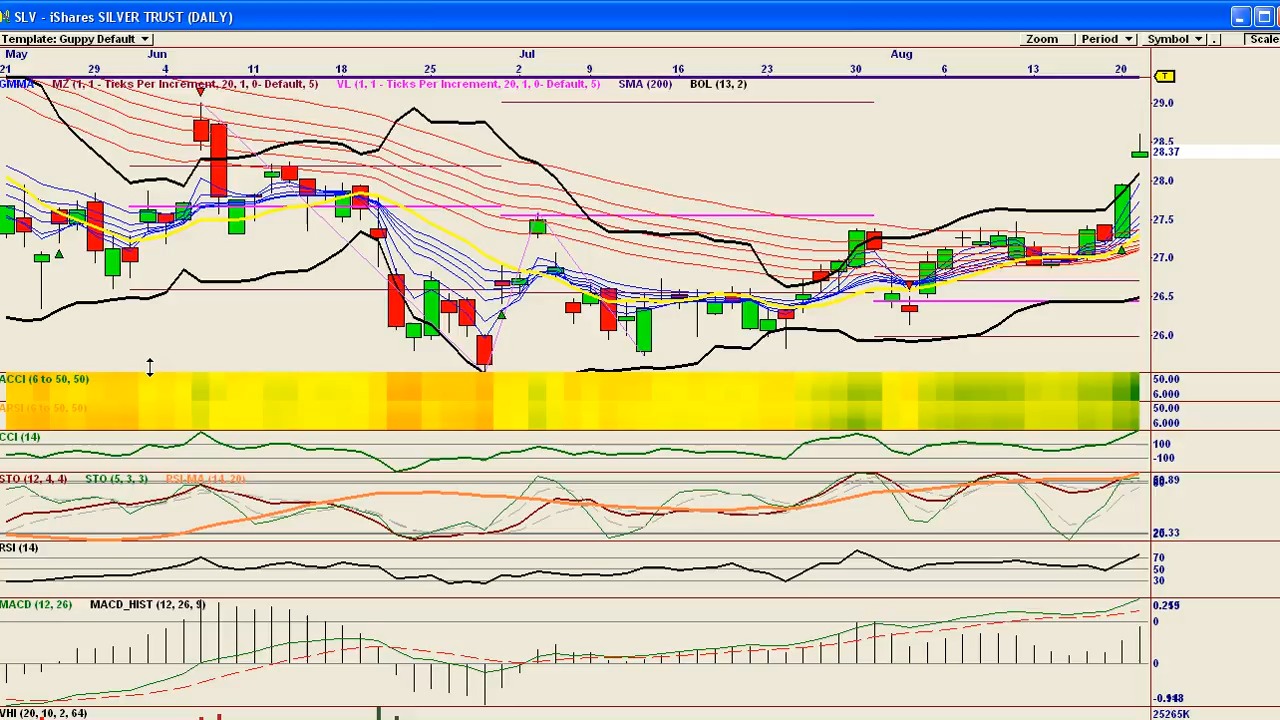 SLV - iShares SILVER TRUST (DAILY)
Template: Guppy Default
Zoom Period Symbol . Scale
May Jun Jul Aug
21 29 4 11 18 25 2 9 16 23 30 6 13 20
GMMA MZ (1, 1 - Ticks Per Increment, 20, 1, 0- Default, 5) VL (1, 1 - Ticks Per Increment, 20, 1, 0- Default, 5) SMA (200) BOL (13, 2)
T
29.0
28.5
28.37
28.0
27.5
27.0
26.5
26.0
ACCI (6 to 50, 50) 50.00
6.000
ARSI (6 to 50, 50) 50.00
6.000
CCI (14)
100
-100
STO (12, 4, 4) STO (5, 3, 3) RSI-MA (14, 20)
RSI (14)
70
50
30
MACD (12, 26) MACD_HIST (12, 26, 9)
0
0
VHI (20, 10, 2, 64) 25265K